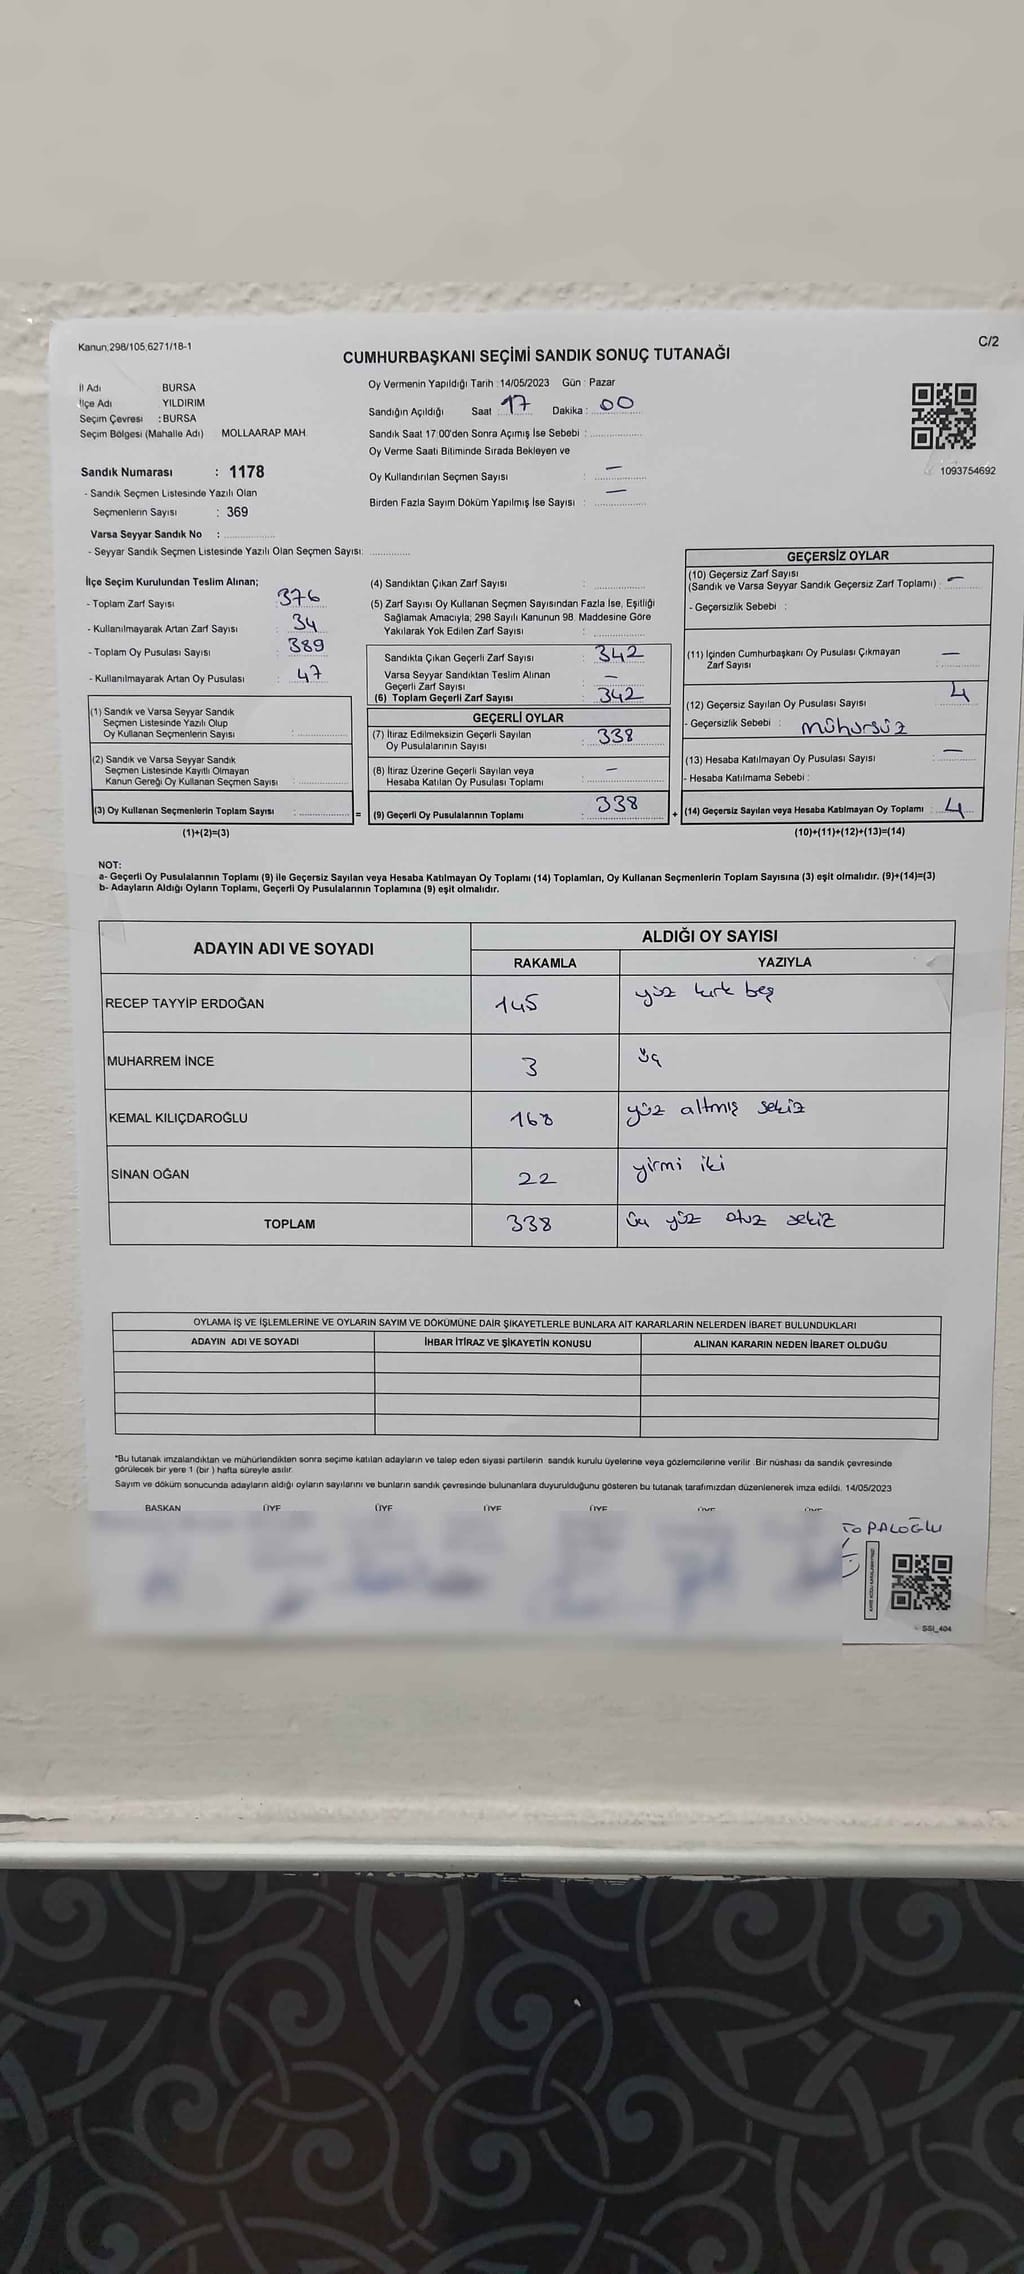 Kanun.298/105,6271/18-1
C/2
CUMHURBAŞKANI SEÇİMİ SANDIK SONUÇ TUTANAĞI
İl Adı BURSA
İlçe Adı YILDIRIM
Seçim Çevresi : BURSA
Seçim Bölgesi (Mahalle Adı) MOLLAARAP MAH.
Sandık Numarası : 1178
- Sandık Seçmen Listesinde Yazılı Olan
Seçmenlerin Sayısı : 369
Varsa Seyyar Sandık No :
- Seyyar Sandık Seçmen Listesinde Yazılı Olan Seçmen Sayısı:
Oy Vermenin Yapıldığı Tarih :14/05/2023 Gün : Pazar
Sandığın Açıldığı Saat : 17 Dakika : 00
Sandık Saat 17:00'den Sonra Açımış İse Sebebi :
Oy Verme Saati Bitiminde Sırada Bekleyen ve
Oy Kullandırılan Seçmen Sayısı : —
Birden Fazla Sayım Döküm Yapılmış İse Sayısı : —
1093754692
İlçe Seçim Kurulundan Teslim Alınan;
- Toplam Zarf Sayısı : 376
- Kullanılmayarak Artan Zarf Sayısı : 34
- Toplam Oy Pusulası Sayısı : 389
- Kullanılmayarak Artan Oy Pusulası : 47
(1) Sandık ve Varsa Seyyar Sandık
Seçmen Listesinde Yazılı Olup
Oy Kullanan Seçmenlerin Sayısı :
(2) Sandık ve Varsa Seyyar Sandık
Seçmen Listesinde Kayıtlı Olmayan
Kanun Gereği Oy Kullanan Seçmen Sayısı :
(3) Oy Kullanan Seçmenlerin Toplam Sayısı :
(1)+(2)=(3)
(4) Sandıktan Çıkan Zarf Sayısı :
(5) Zarf Sayısı Oy Kullanan Seçmen Sayısından Fazla İse, Eşitliği
Sağlamak Amacıyla; 298 Sayılı Kanunun 98. Maddesine Göre
Yakılarak Yok Edilen Zarf Sayısı :
Sandıkta Çıkan Geçerli Zarf Sayısı : 342
Varsa Seyyar Sandıktan Teslim Alınan
Geçerli Zarf Sayısı : —
(6) Toplam Geçerli Zarf Sayısı : 342
GEÇERLİ OYLAR
(7) İtiraz Edilmeksizin Geçerli Sayılan
Oy Pusulalarının Sayısı : 338
(8) İtiraz Üzerine Geçerli Sayılan veya
Hesaba Katılan Oy Pusulası Toplamı : —
= (9) Geçerli Oy Pusulalarının Toplamı : 338
GEÇERSİZ OYLAR
(10) Geçersiz Zarf Sayısı
(Sandık ve Varsa Seyyar Sandık Geçersiz Zarf Toplamı) : —
- Geçersizlik Sebebi :
(11) İçinden Cumhurbaşkanı Oy Pusulası Çıkmayan
Zarf Sayısı : —
(12) Geçersiz Sayılan Oy Pusulası Sayısı : 4
- Geçersizlik Sebebi : mühürsüz
(13) Hesaba Katılmayan Oy Pusulası Sayısı : —
- Hesaba Katılmama Sebebi :
+ (14) Geçersiz Sayılan veya Hesaba Katılmayan Oy Toplamı : 4
(10)+(11)+(12)+(13)=(14)
NOT:
a- Geçerli Oy Pusulalarının Toplamı (9) ile Geçersiz Sayılan veya Hesaba Katılmayan Oy Toplamı (14) Toplamları, Oy Kullanan Seçmenlerin Toplam Sayısına (3) eşit olmalıdır. (9)+(14)=(3)
b- Adayların Aldığı Oyların Toplamı, Geçerli Oy Pusulalarının Toplamına (9) eşit olmalıdır.
ADAYIN ADI VE SOYADI
ALDIĞI OY SAYISI
RAKAMLA YAZIYLA
RECEP TAYYİP ERDOĞAN 145 yüz kırk beş
MUHARREM İNCE 3 üç
KEMAL KILIÇDAROĞLU 168 yüz altmış sekiz
SİNAN OĞAN 22 yirmi iki
TOPLAM 338 üç yüz otuz sekiz
OYLAMA İŞ VE İŞLEMLERİNE VE OYLARIN SAYIM VE DÖKÜMÜNE DAİR ŞİKAYETLERLE BUNLARA AİT KARARLARIN NELERDEN İBARET BULUNDUKLARI
ADAYIN ADI VE SOYADI İHBAR İTİRAZ VE ŞİKAYETİN KONUSU ALINAN KARARIN NEDEN İBARET OLDUĞU
*Bu tutanak imzalandıktan ve mühürlendikten sonra seçime katılan adayların ve talep eden siyasi partilerin sandık kurulu üyelerine veya gözlemcilerine verilir. Bir nüshası da sandık çevresinde
görülecek bir yere 1 (bir) hafta süreyle asılır.
Sayım ve döküm sonucunda adayların aldığı oyların sayılarını ve bunların sandık çevresinde bulunanlara duyurulduğunu gösteren bu tutanak tarafımızdan düzenlenerek imza edildi. 14/05/2023
BAŞKAN ÜYE ÜYE ÜYE ÜYE ÜYE ÜYE
TOPALOĞLU
SSI_404